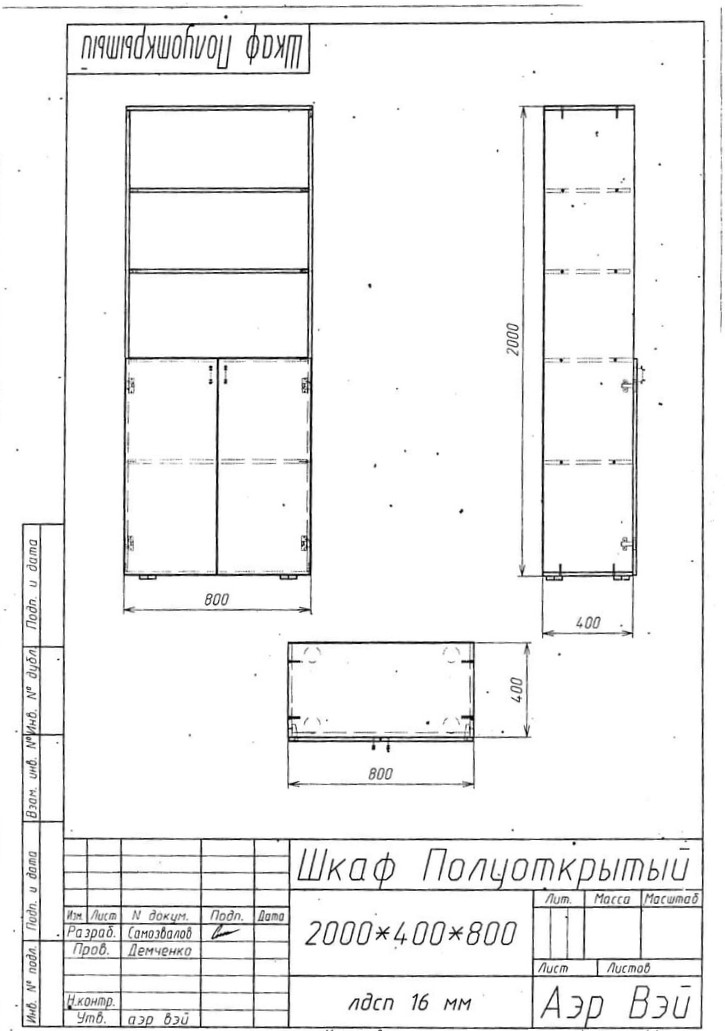 Шкаф Полуоткрытый
2000
800
400
400
800
Подп. и дата
Инв. № дубл
Взам. инв. №
Подп. и дата
Инв. № подл.
Шкаф Полуоткрытый
2000*400*800
лдсп 16 мм
Изм. Лист N докум. Подп. Дата
Разраб. Самозвалов
Пров. Демченко
Н.контр.
Утв. аэр вэй
Лит. Масса Масштаб
Лист Листов
Аэр Вэй